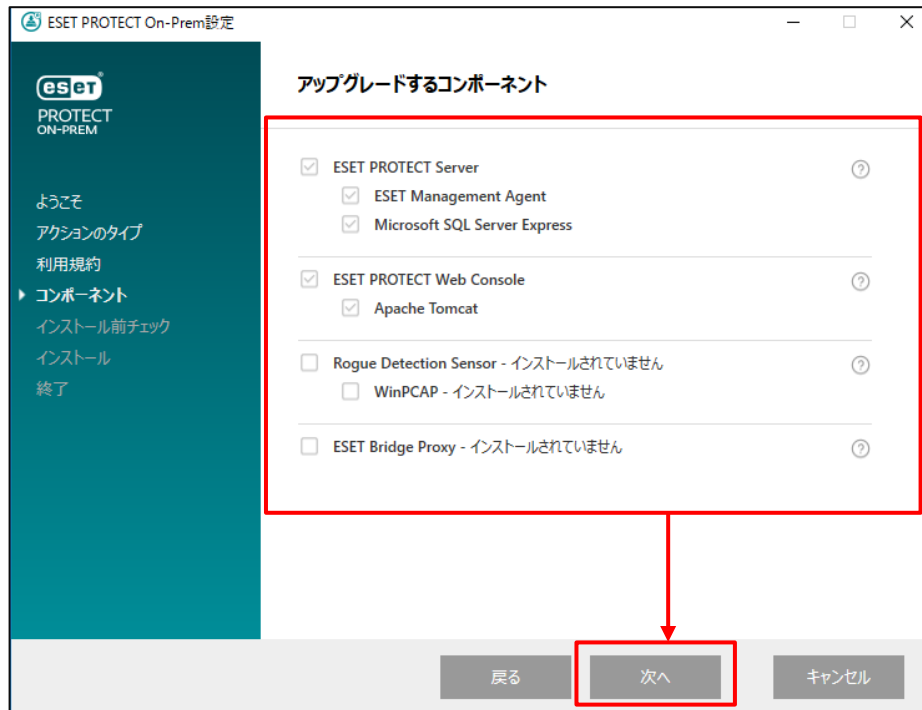 ESET PROTECT On-Prem設定
eseт
PROTECT
ON-PREM
ようこそ
アクションのタイプ
利用規約
コンポーネント
インストール前チェック
インストール
終了
アップグレードするコンポーネント
ESET PROTECT Server
ESET Management Agent
Microsoft SQL Server Express
ESET PROTECT Web Console
Apache Tomcat
Rogue Detection Sensor - インストールされていません
WinPCAP - インストールされていません
ESET Bridge Proxy - インストールされていません
戻る
次へ
キャンセル